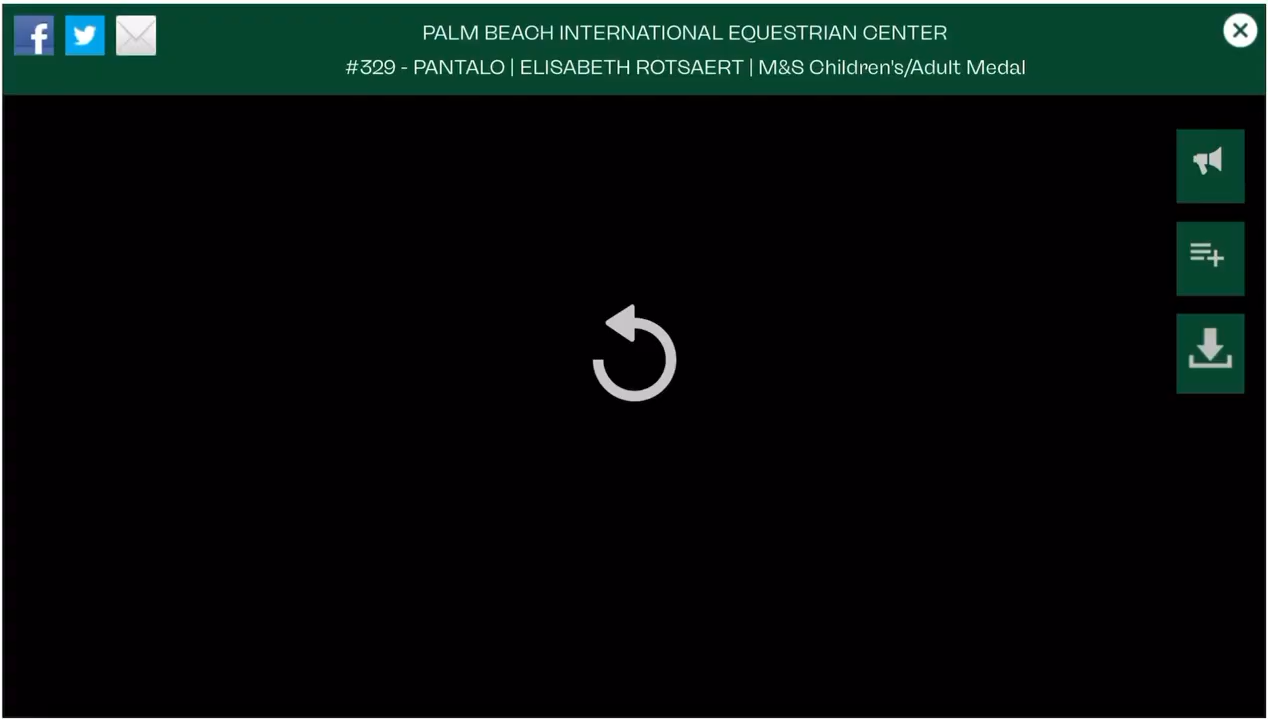 PALM BEACH INTERNATIONAL EQUESTRIAN CENTER
#329 - PANTALO | ELISABETH ROTSAERT | M&S Children's/Adult Medal